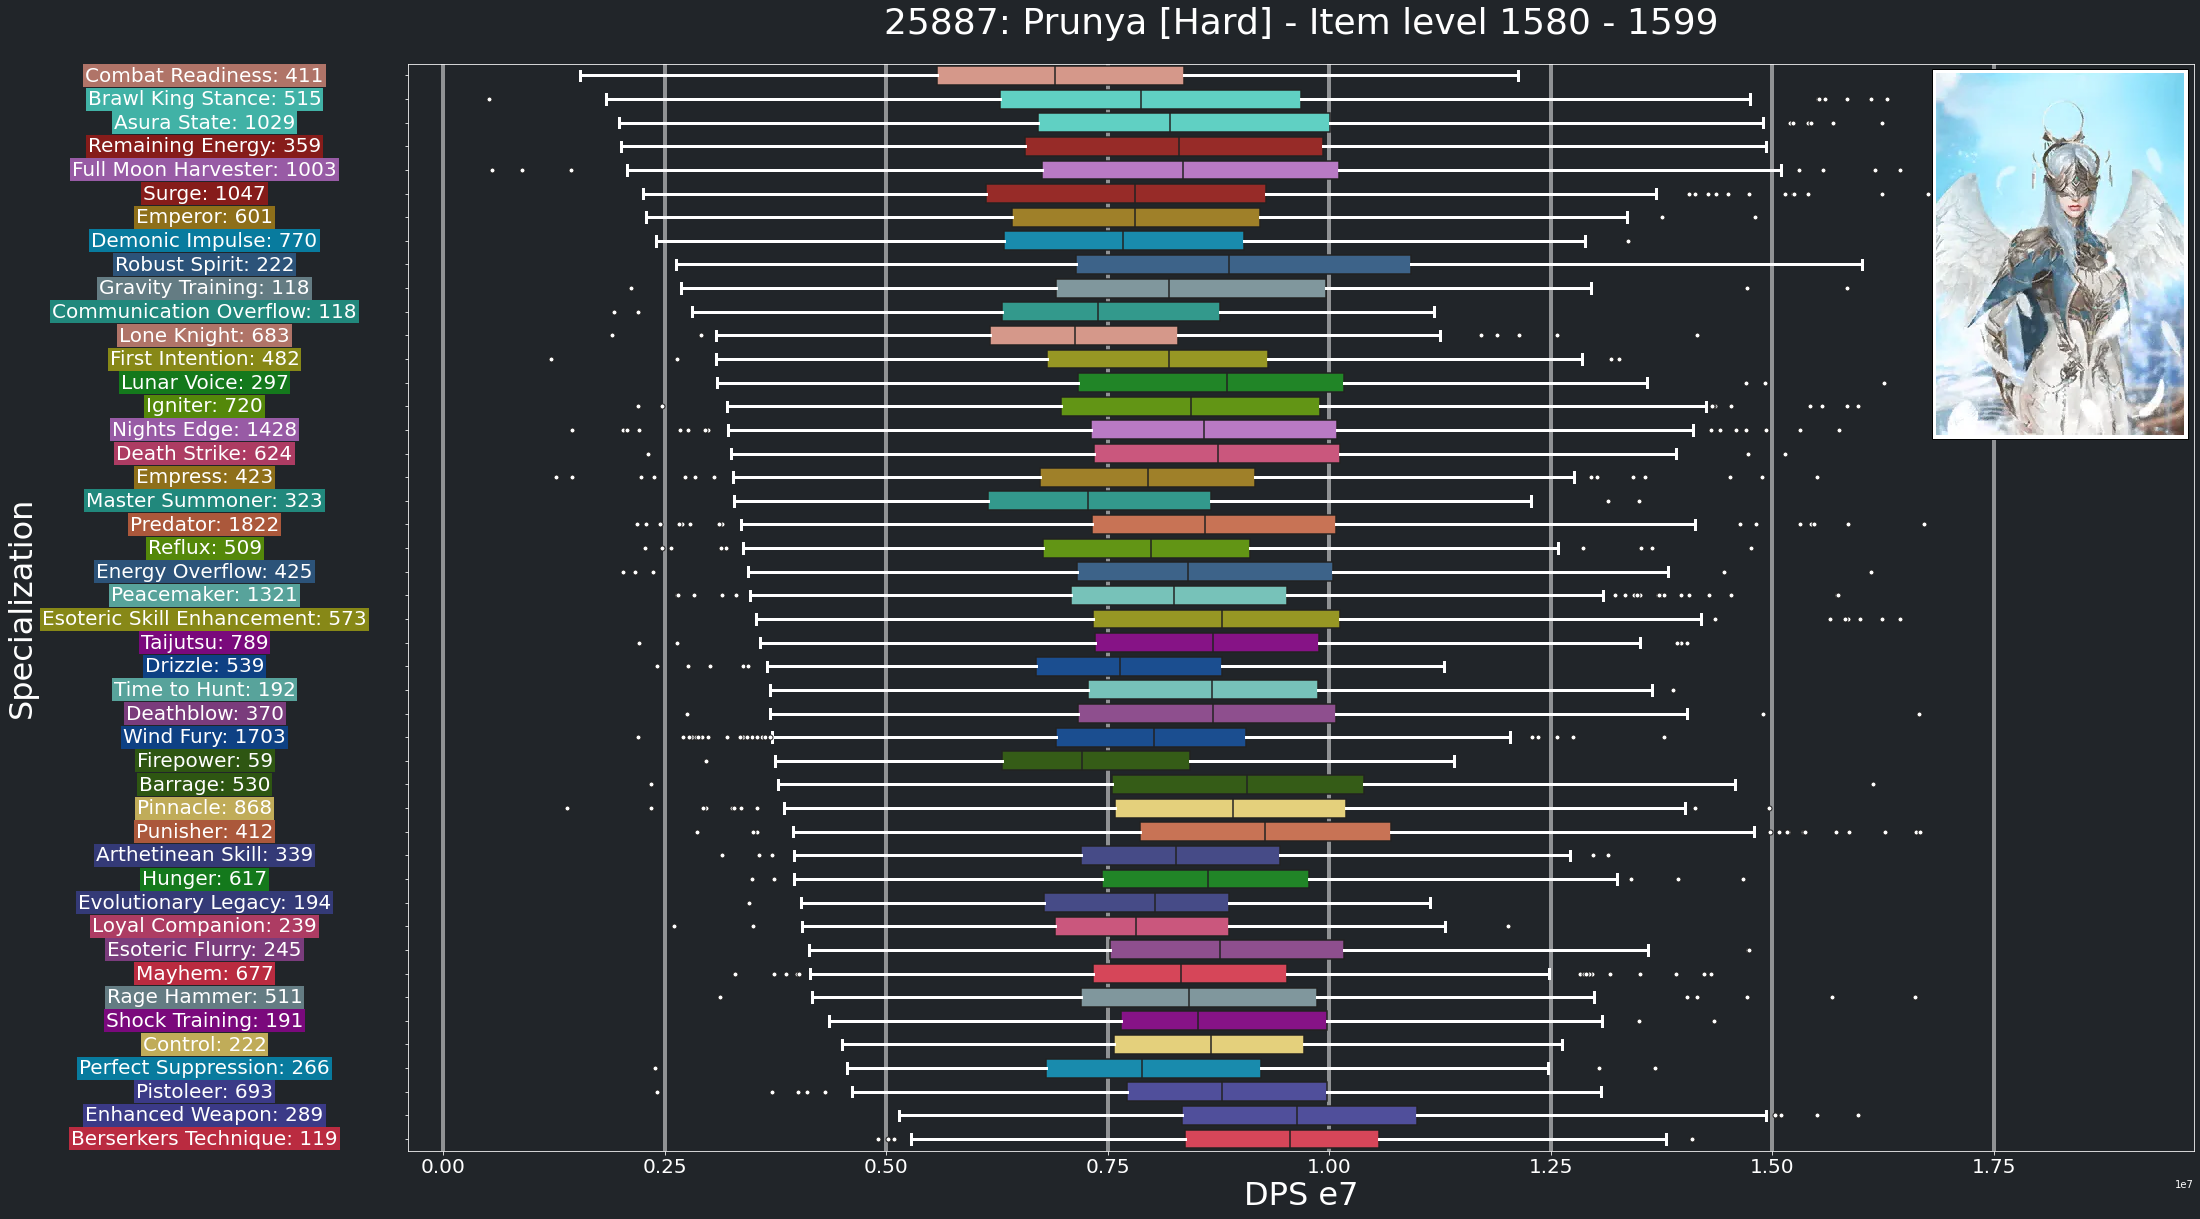 25887: Prunya [Hard] - Item level 1580 - 1599
Combat Readiness: 411
Brawl King Stance: 515
Asura State: 1029
Remaining Energy: 359
Full Moon Harvester: 1003
Surge: 1047
Emperor: 601
Demonic Impulse: 770
Robust Spirit: 222
Gravity Training: 118
Communication Overflow: 118
Lone Knight: 683
First Intention: 482
Lunar Voice: 297
Igniter: 720
Nights Edge: 1428
Death Strike: 624
Empress: 423
Master Summoner: 323
Predator: 1822
Reflux: 509
Energy Overflow: 425
Peacemaker: 1321
Esoteric Skill Enhancement: 573
Taijutsu: 789
Drizzle: 539
Time to Hunt: 192
Deathblow: 370
Wind Fury: 1703
Firepower: 59
Barrage: 530
Pinnacle: 868
Punisher: 412
Arthetinean Skill: 339
Hunger: 617
Evolutionary Legacy: 194
Loyal Companion: 239
Esoteric Flurry: 245
Mayhem: 677
Rage Hammer: 511
Shock Training: 191
Control: 222
Perfect Suppression: 266
Pistoleer: 693
Enhanced Weapon: 289
Berserkers Technique: 119
Specialization
0.00 0.25 0.50 0.75 1.00 1.25 1.50 1.75
DPS e7
1e7